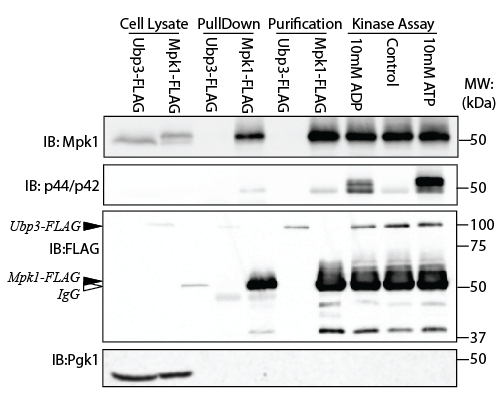 Cell Lysate PullDown Purification Kinase Assay
Ubp3-FLAG
Mpk1-FLAG
Ubp3-FLAG
Mpk1-FLAG
Ubp3-FLAG
Mpk1-FLAG
10mM ADP
Control
10mM ATP
MW:
(kDa)
IB: Mpk1
50
IB: p44/p42
50
Ubp3-FLAG
100
IB:FLAG
75
Mpk1-FLAG
IgG
50
37
IB:Pgk1
50